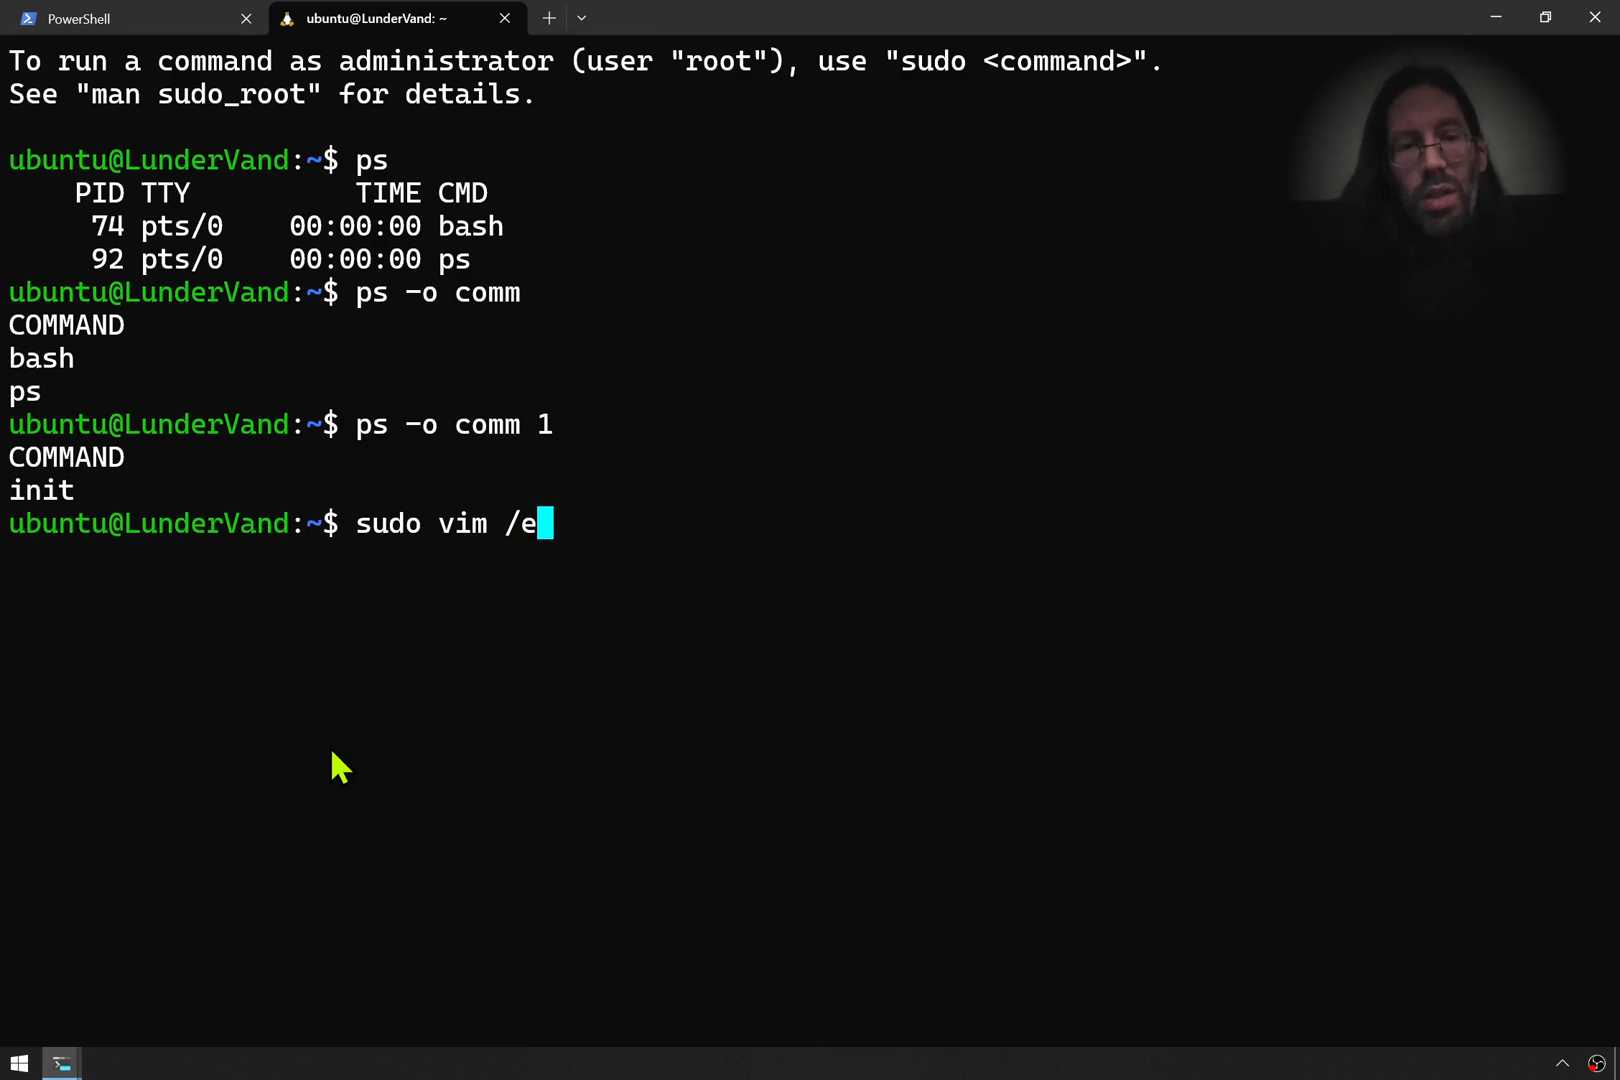 PowerShell
ubuntu@LunderVand: ~
To run a command as administrator (user "root"), use "sudo <command>".
See "man sudo_root" for details.
ubuntu@LunderVand:~$ ps
PID TTY TIME CMD
74 pts/0 00:00:00 bash
92 pts/0 00:00:00 ps
ubuntu@LunderVand:~$ ps -o comm
COMMAND
bash
ps
ubuntu@LunderVand:~$ ps -o comm 1
COMMAND
init
ubuntu@LunderVand:~$ sudo vim /e